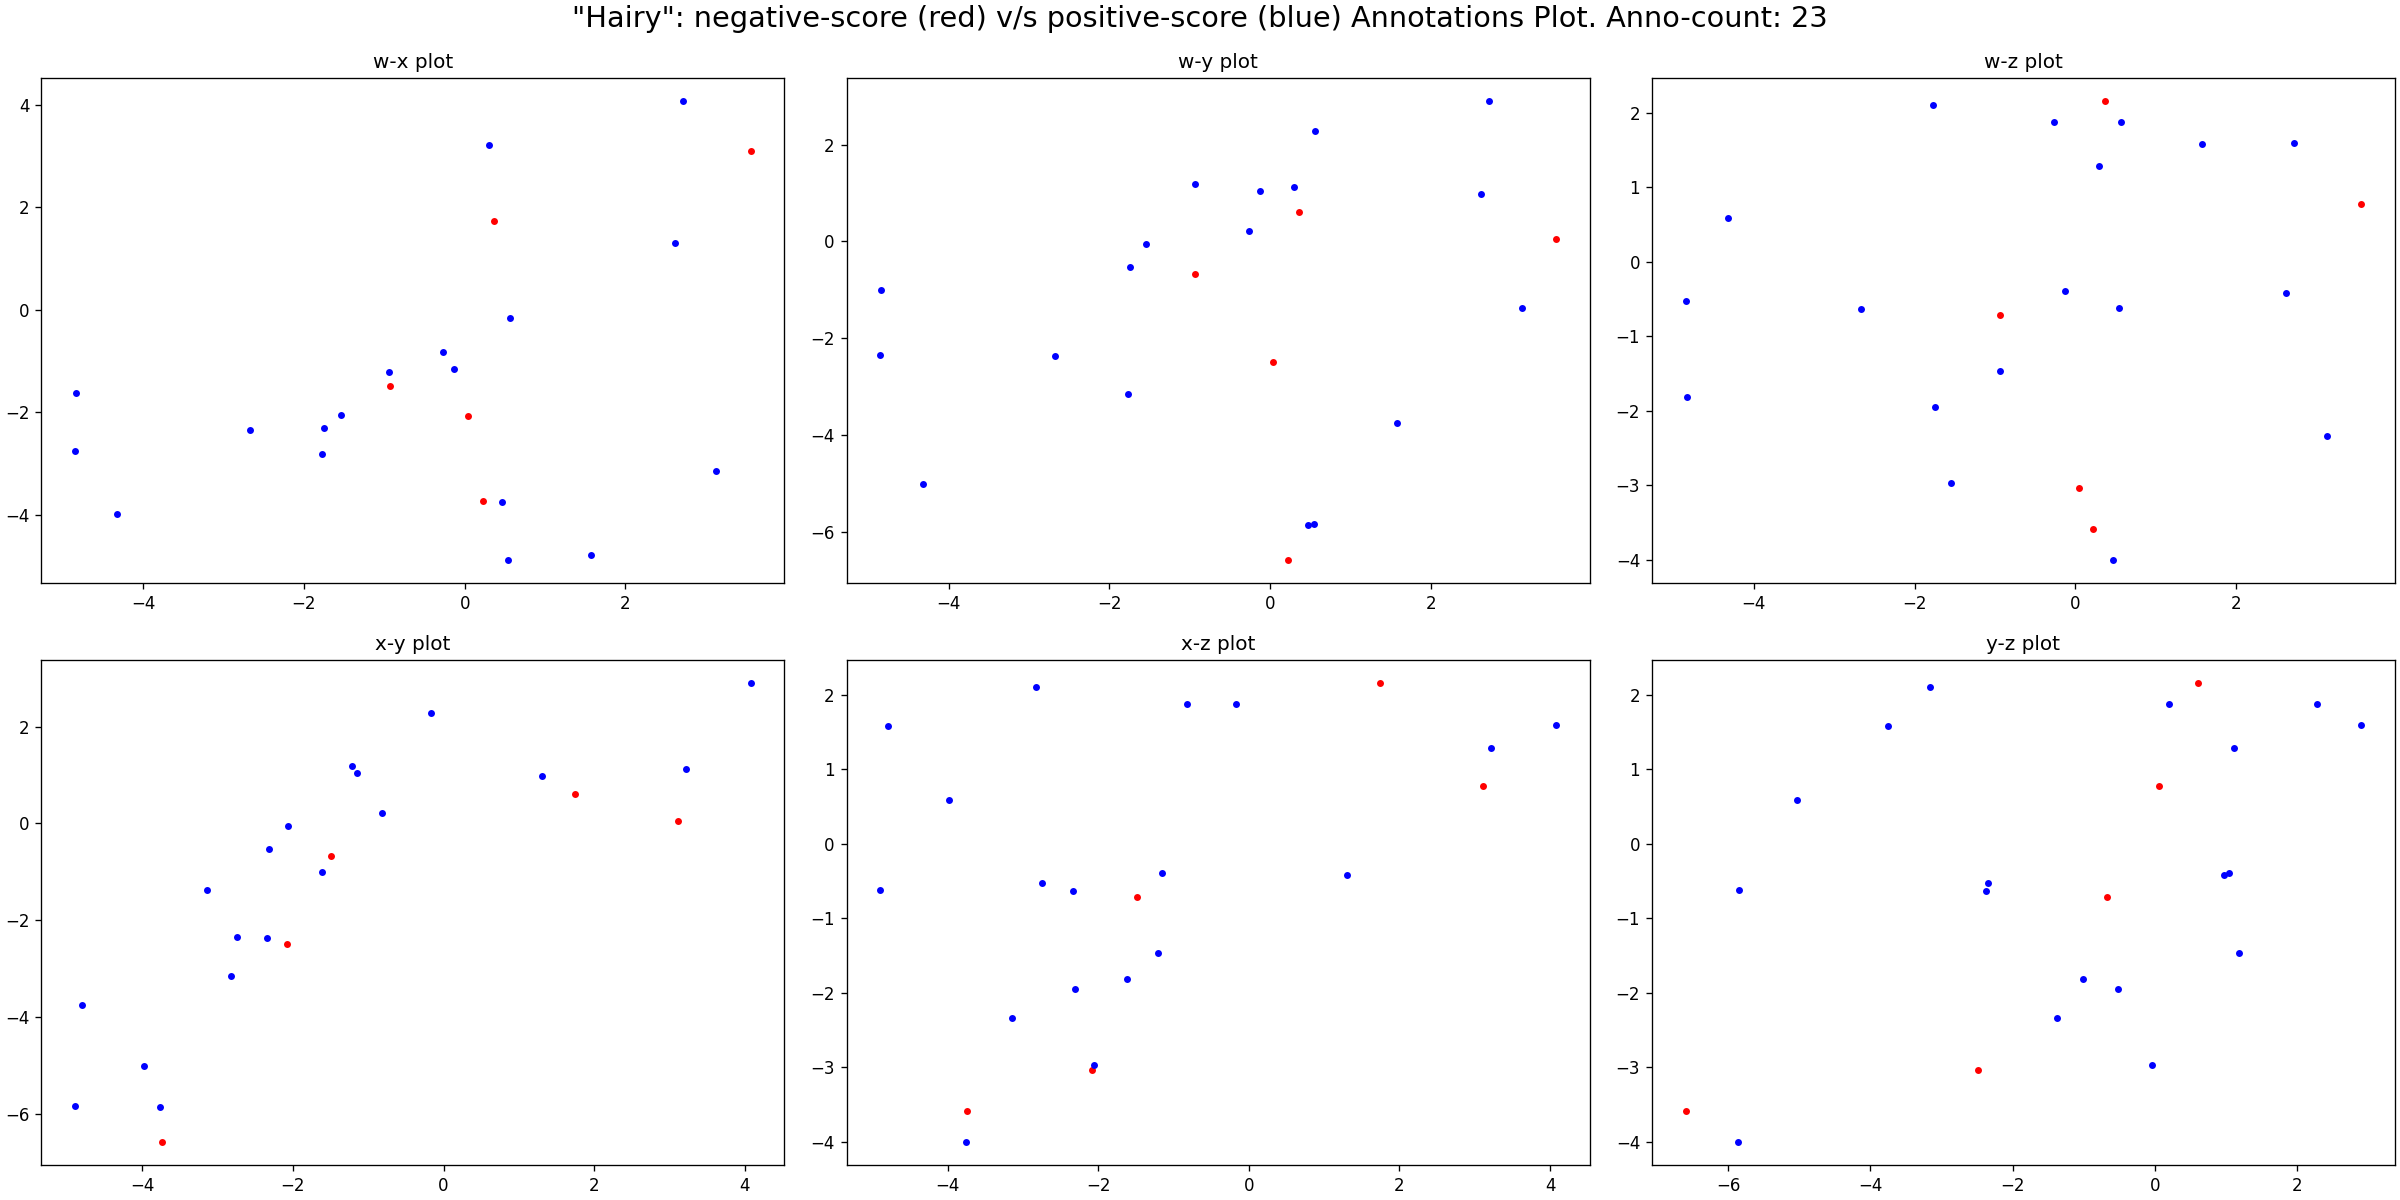 "Hairy": negative-score (red) v/s positive-score (blue) Annotations Plot. Anno-count: 23
w-x plot
4
2
0
−2
−4
−4 −2 0 2
w-y plot
2
0
−2
−4
−6
−4 −2 0 2
w-z plot
2
1
0
−1
−2
−3
−4
−4 −2 0 2
x-y plot
2
0
−2
−4
−6
−4 −2 0 2 4
x-z plot
2
1
0
−1
−2
−3
−4
−4 −2 0 2 4
y-z plot
2
1
0
−1
−2
−3
−4
−6 −4 −2 0 2